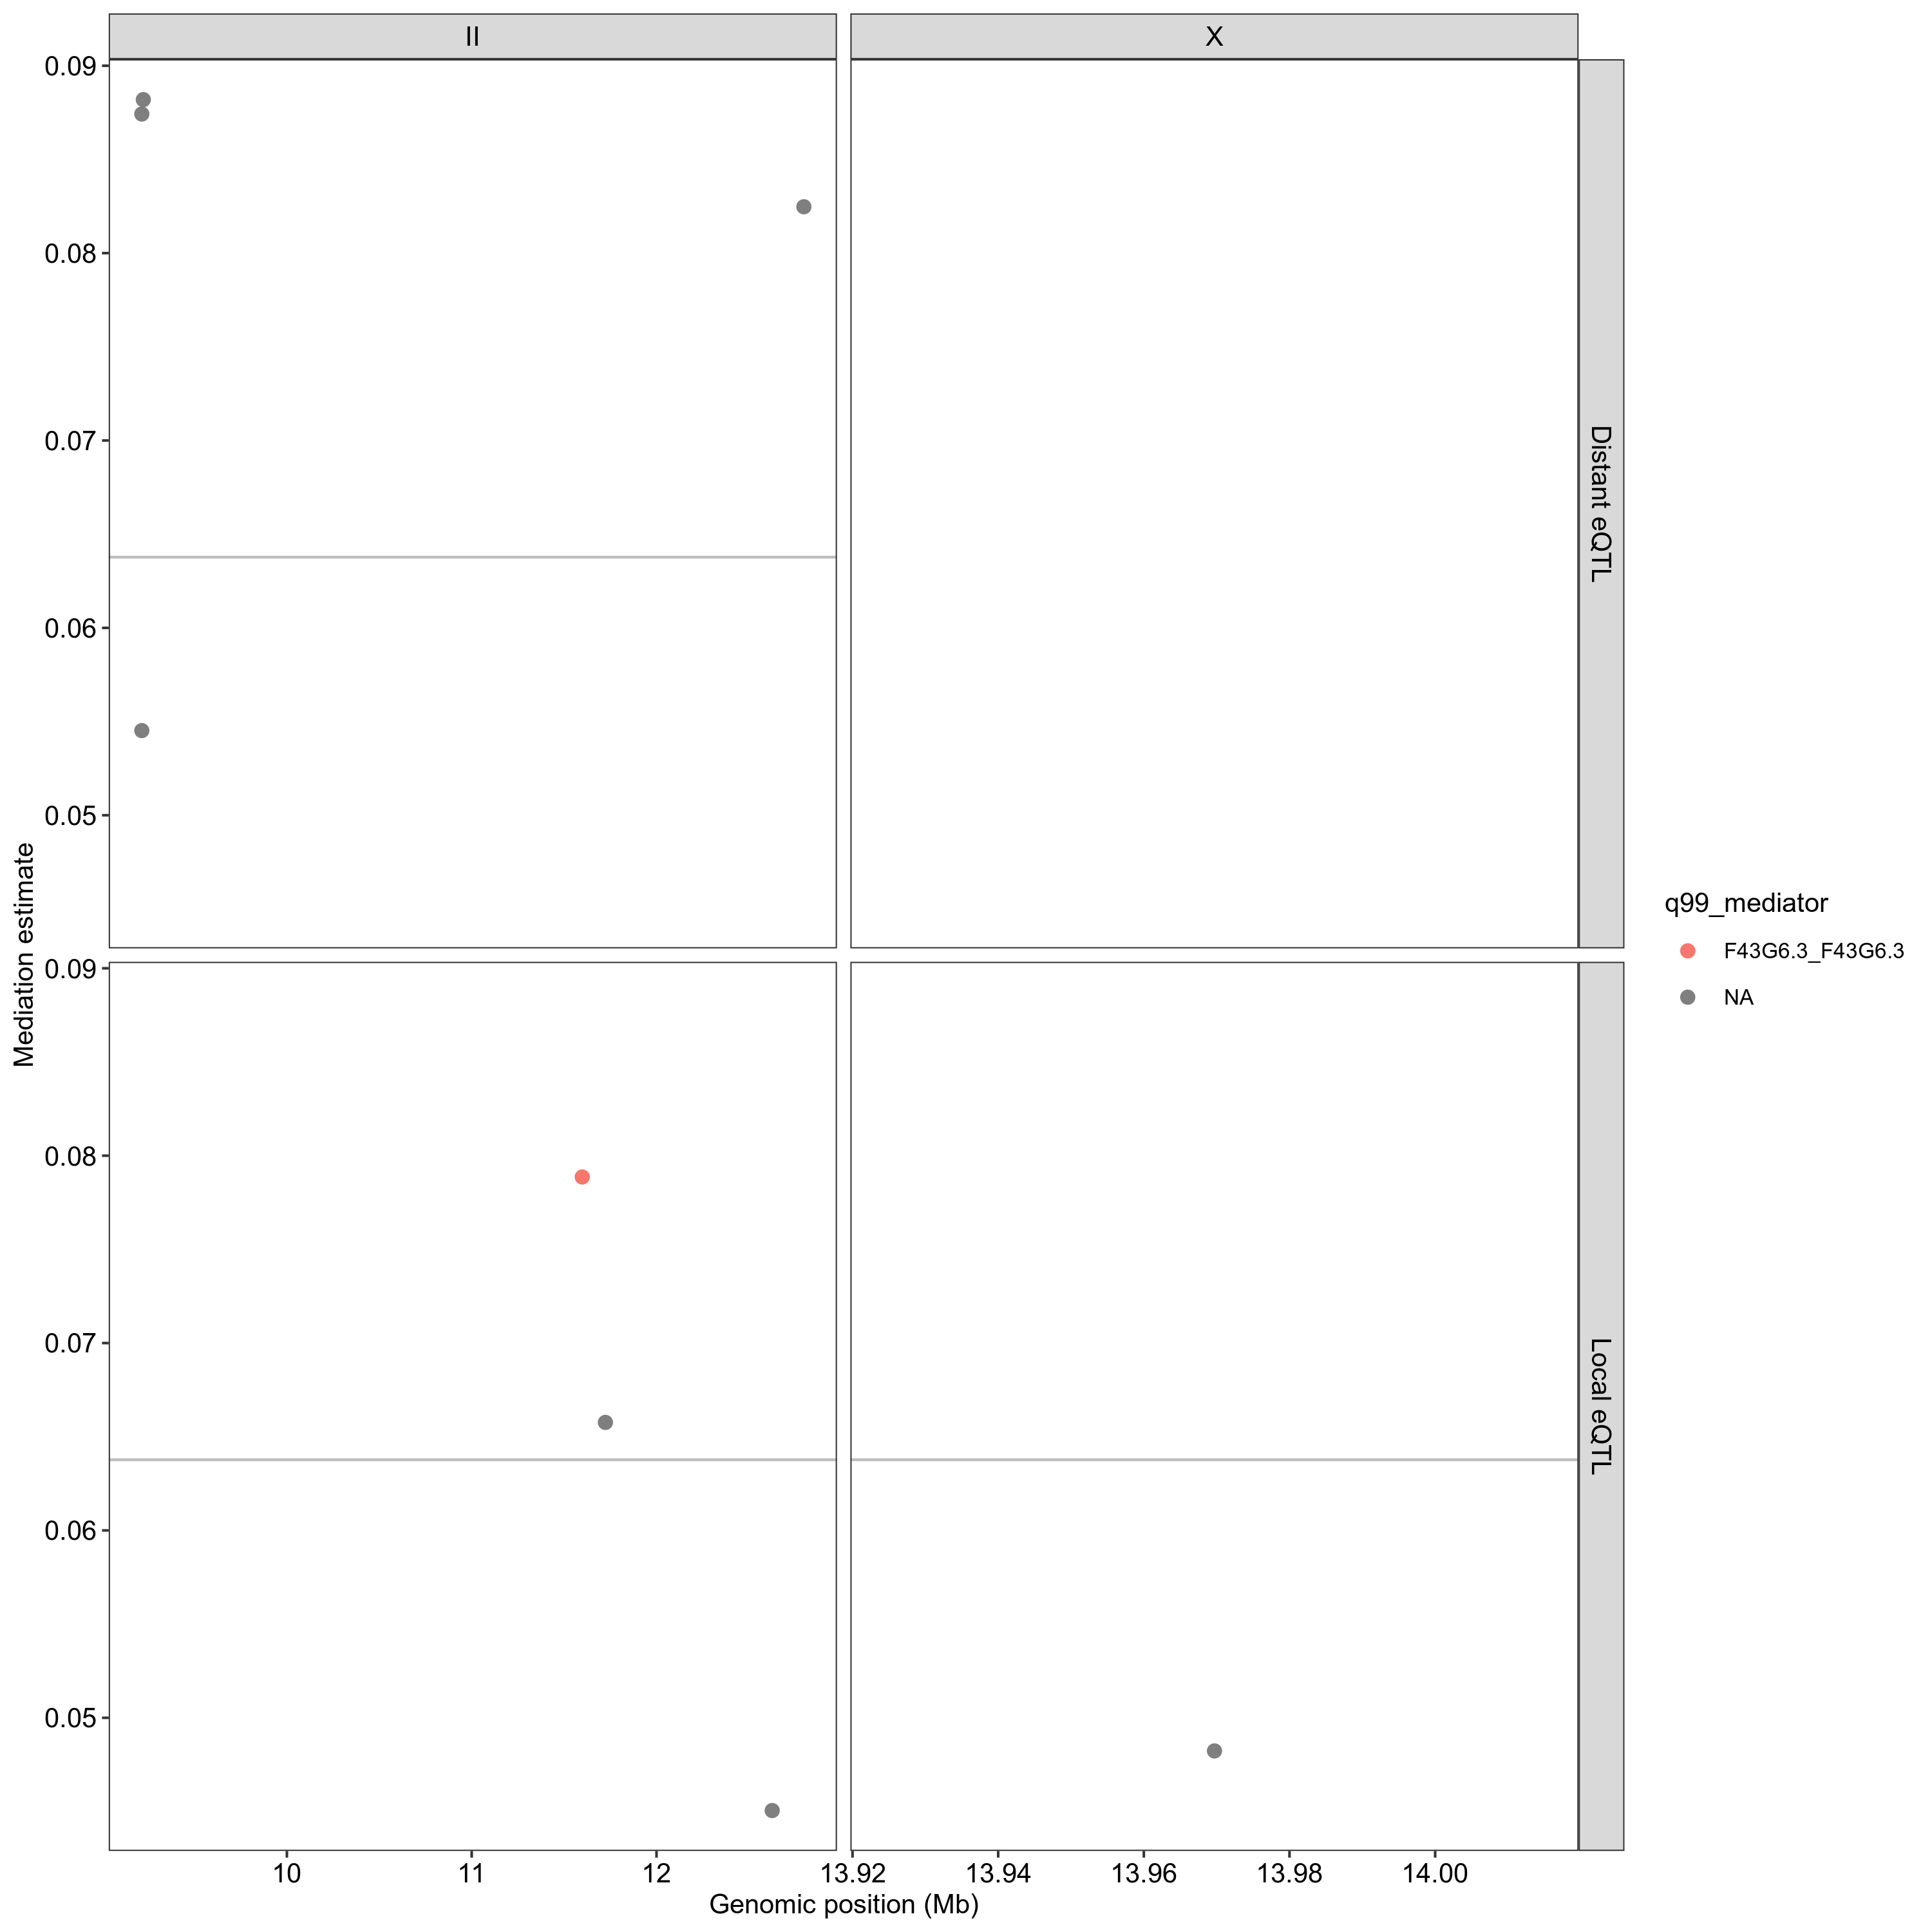 II
X
0.09
0.08
0.07
0.06
0.05
Distant eQTL
0.09
0.08
0.07
0.06
0.05
Local eQTL
Mediation estimate
10
11
12
13.92
13.94
13.96
13.98
14.00
Genomic position (Mb)
q99_mediator
F43G6.3_F43G6.3
NA